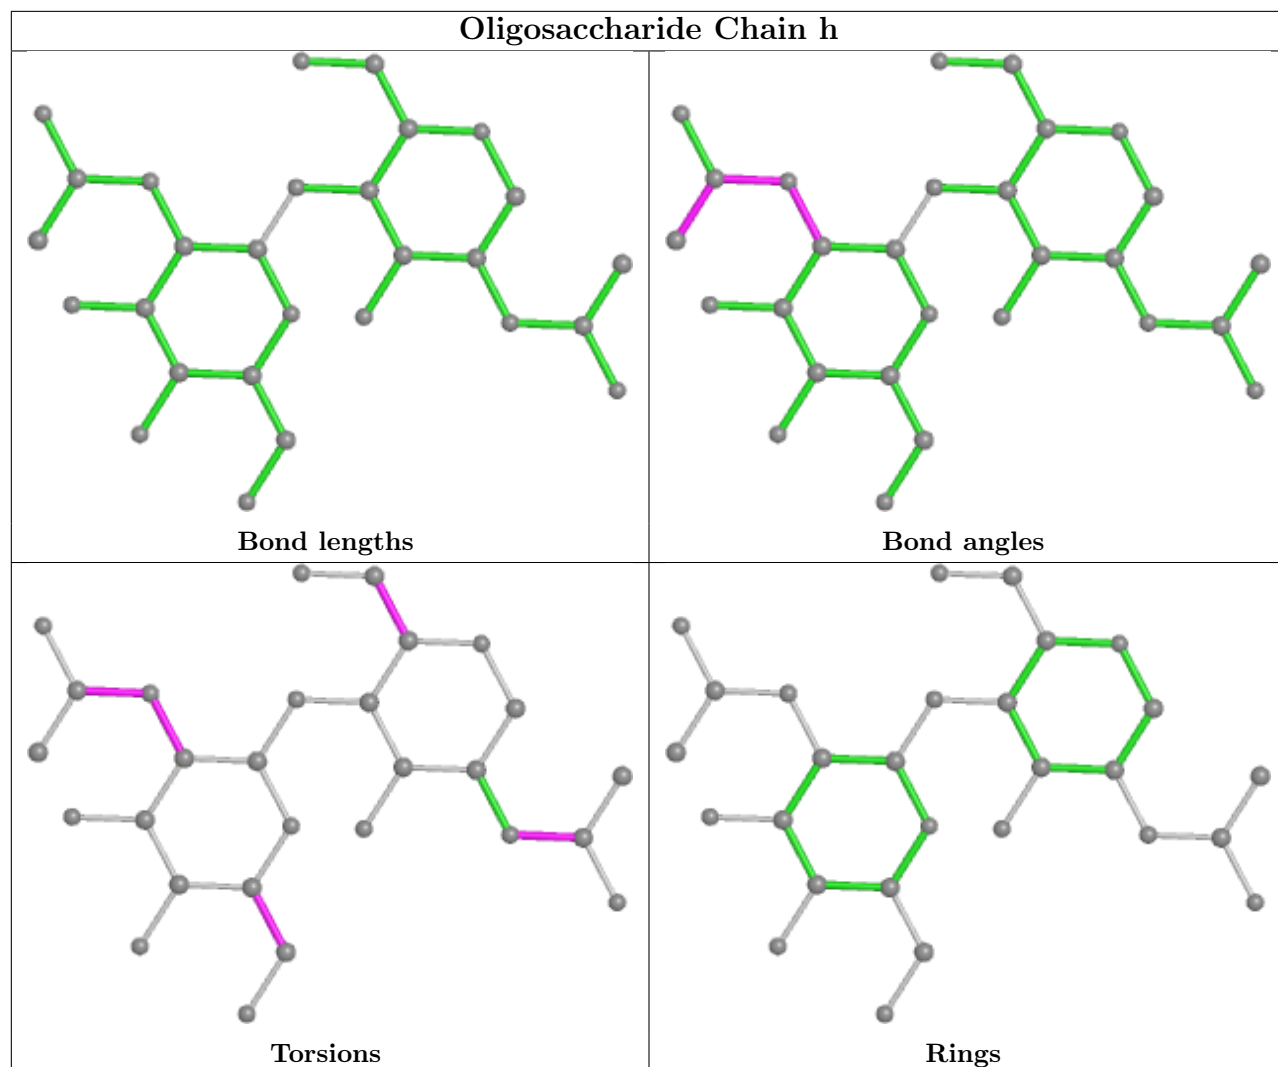 Oligosaccharide Chain h
Bond lengths
Bond angles
Torsions
Rings